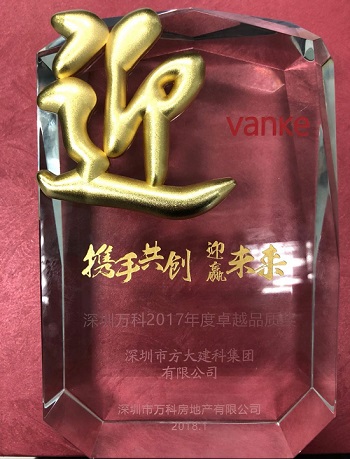 迎
vanke
携手共创 迎赢 未来
深圳万科2017年度卓越品质奖
深圳市方大建科集团
有限公司
深圳市万科房地产有限公司
2018.1